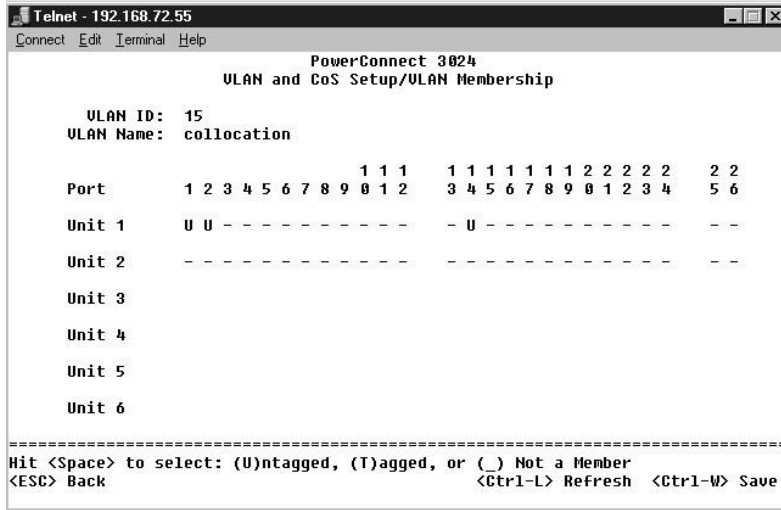 Telnet - 192.168.72.55
Connect Edit Terminal Help
PowerConnect 3024
VLAN and CoS Setup/VLAN Membership
VLAN ID: 15
VLAN Name: collocation
1 1 1 1 1 1 1 1 1 1 2 2 2 2 2 2 2
Port 1 2 3 4 5 6 7 8 9 0 1 2 3 4 5 6 7 8 9 0 1 2 3 4 5 6
Unit 1 U U - - - - - - - - - - - U - - - - - - - - - - - -
Unit 2 - - - - - - - - - - - - - - - - - - - - - - - - - -
Unit 3
Unit 4
Unit 5
Unit 6
================================================================================
Hit <Space> to select: (U)ntagged, (T)agged, or (_) Not a Member
<ESC> Back <Ctrl-L> Refresh <Ctrl-W> Save